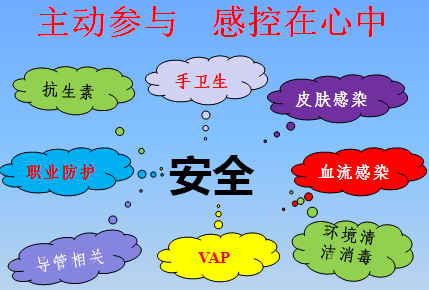 主动参与 感控在心中
抗生素
手卫生
皮肤感染
职业防护
安全
血流感染
导管相关
VAP
环境清
洁消毒